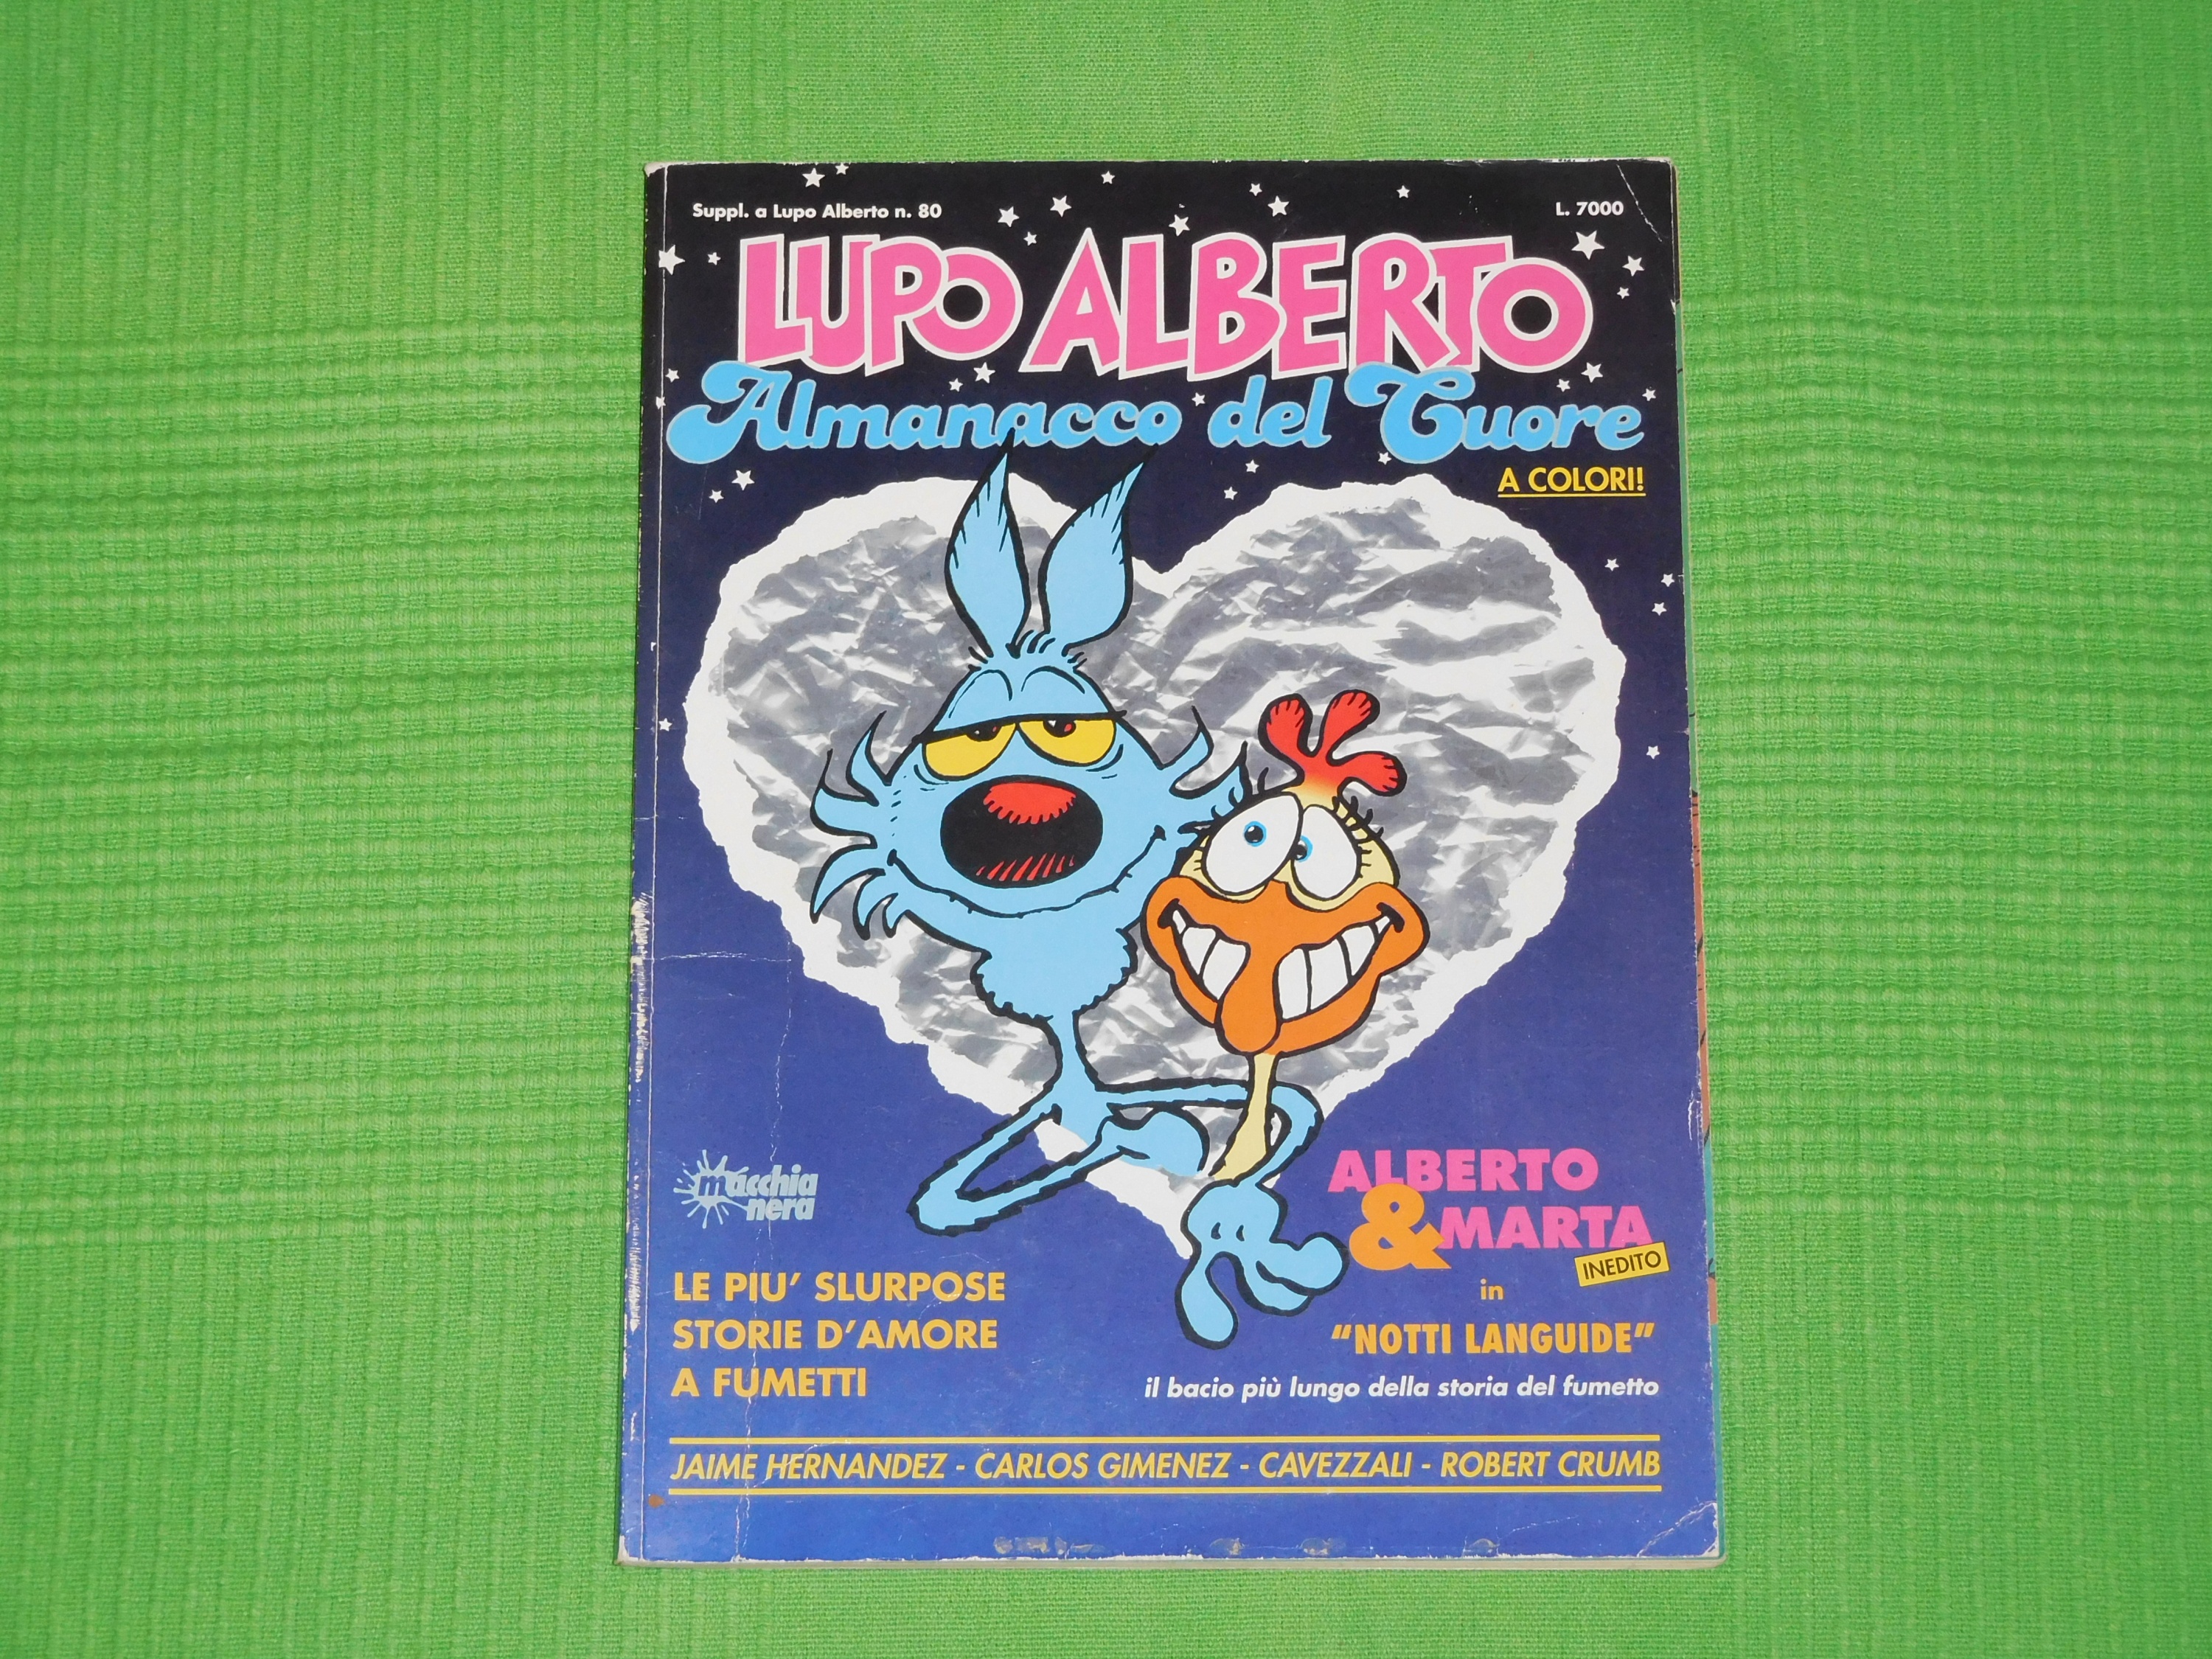 Suppl. a Lupo Alberto n. 80
L. 7000
LUPO ALBERTO
Almanacco del Cuore
A COLORI!
macchia
nera
ALBERTO
& MARTA
INEDITO
in
"NOTTI LANGUIDE"
il bacio più lungo della storia del fumetto
LE PIU' SLURPOSE
STORIE D'AMORE
A FUMETTI
JAIME HERNANDEZ - CARLOS GIMENEZ - CAVEZZALI - ROBERT CRUMB